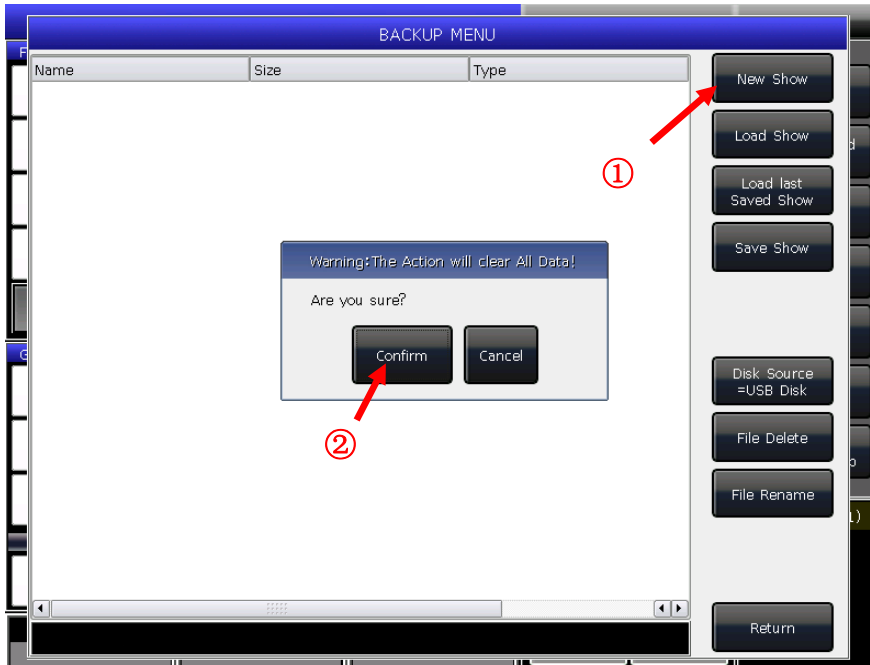 BACKUP MENU
Name Size Type
New Show
①
Load Show
Load last
Saved Show
Save Show
Warning:The Action will clear All Data!
Are you sure?
Confirm Cancel
②
Disk Source
=USB Disk
File Delete
File Rename
Return